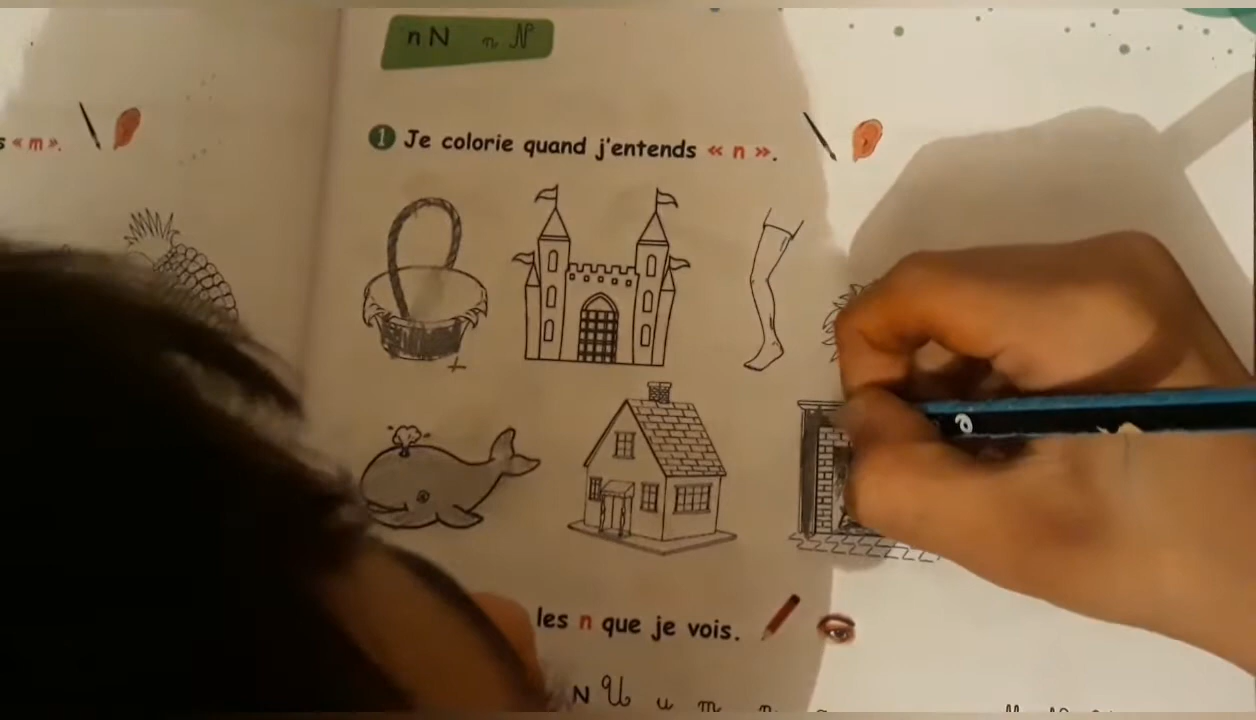 n N n N
s « m ».
1 Je colorie quand j'entends « n ».
les n que je vois.
N U u m n